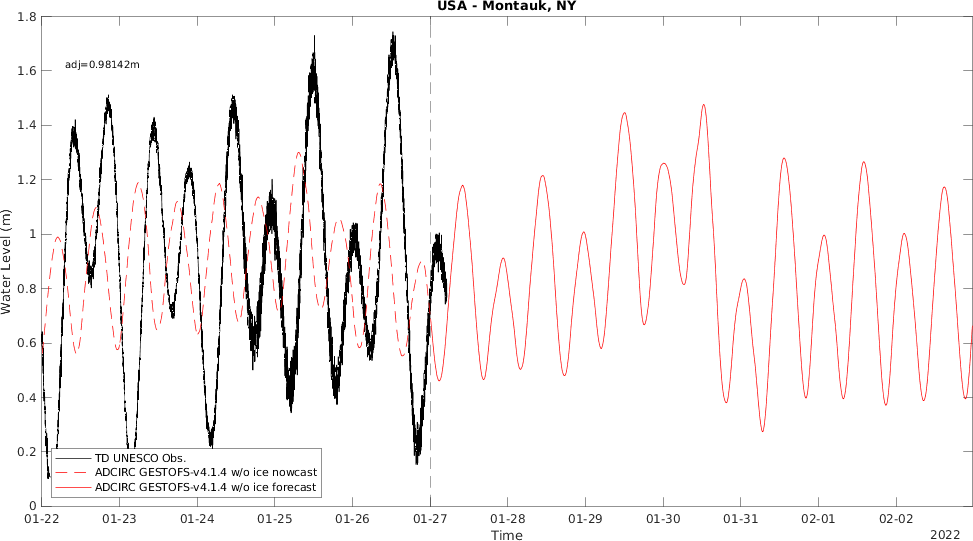 USA - Montauk, NY
adj=0.98142m
Water Level (m)
1.8
1.6
1.4
1.2
1
0.8
0.6
0.4
0.2
0
TD UNESCO Obs.
ADCIRC GESTOFS-v4.1.4 w/o ice nowcast
ADCIRC GESTOFS-v4.1.4 w/o ice forecast
01-22 01-23 01-24 01-25 01-26 01-27 01-28 01-29 01-30 01-31 02-01 02-02
Time
2022